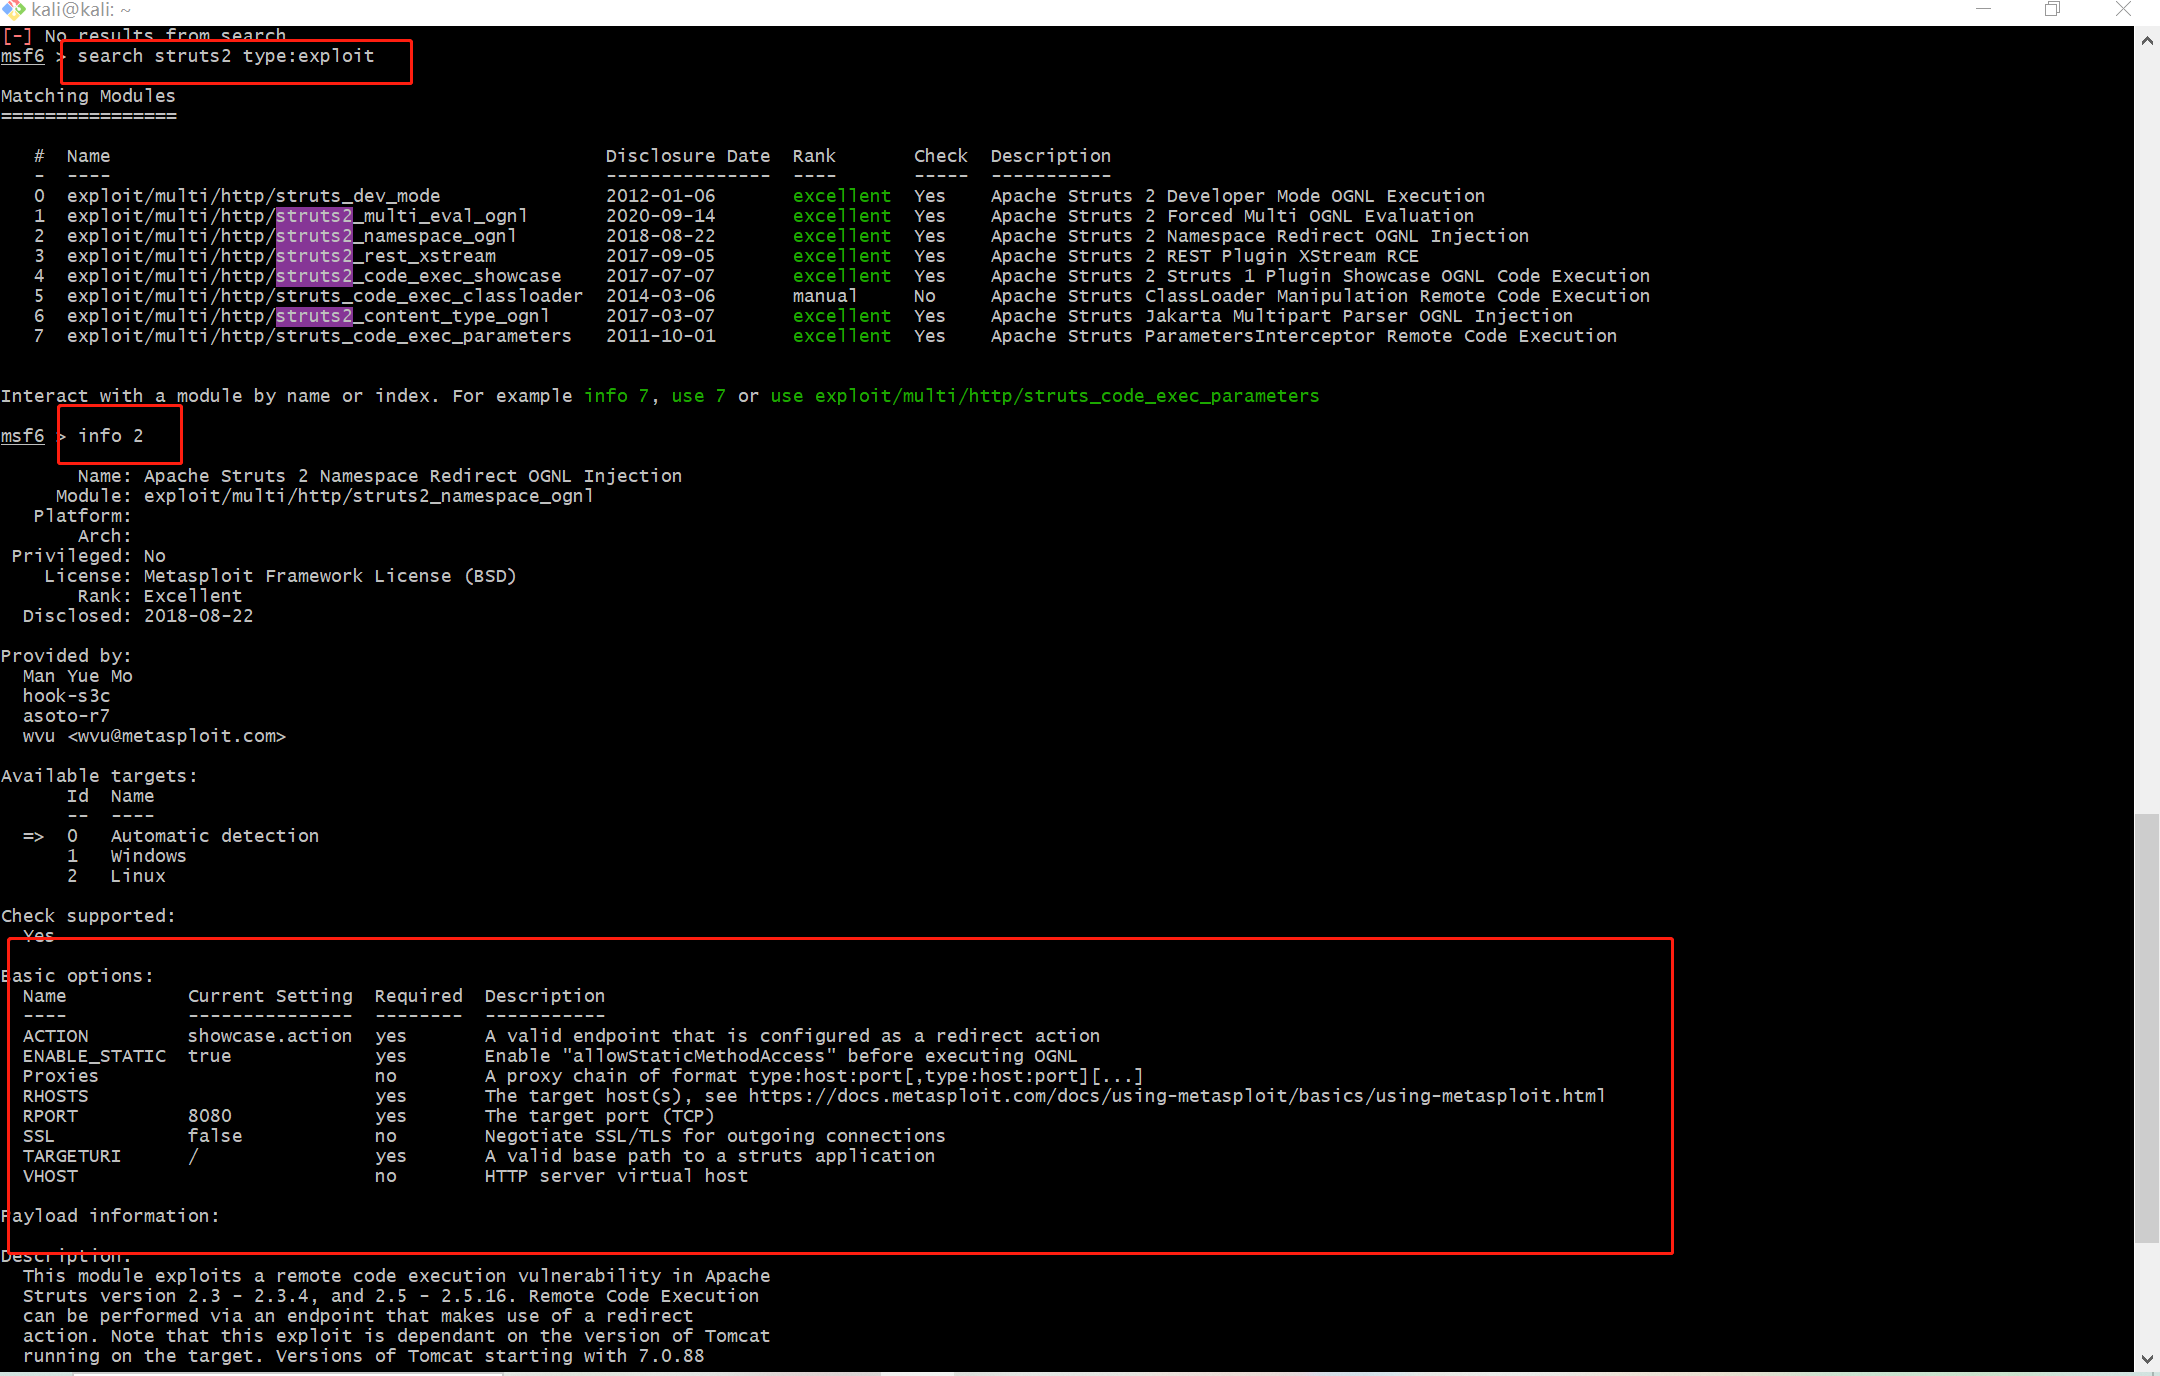 kali@kali: ~
[-] No results from search
msf6 > search struts2 type:exploit
Matching Modules
================
# Name Disclosure Date Rank Check Description
- ---- --------------- ---- ----- -----------
0 exploit/multi/http/struts_dev_mode 2012-01-06 excellent Yes Apache Struts 2 Developer Mode OGNL Execution
1 exploit/multi/http/struts2_multi_eval_ognl 2020-09-14 excellent Yes Apache Struts 2 Forced Multi OGNL Evaluation
2 exploit/multi/http/struts2_namespace_ognl 2018-08-22 excellent Yes Apache Struts 2 Namespace Redirect OGNL Injection
3 exploit/multi/http/struts2_rest_xstream 2017-09-05 excellent Yes Apache Struts 2 REST Plugin XStream RCE
4 exploit/multi/http/struts2_code_exec_showcase 2017-07-07 excellent Yes Apache Struts 2 Struts 1 Plugin Showcase OGNL Code Execution
5 exploit/multi/http/struts_code_exec_classloader 2014-03-06 manual No Apache Struts ClassLoader Manipulation Remote Code Execution
6 exploit/multi/http/struts2_content_type_ognl 2017-03-07 excellent Yes Apache Struts Jakarta Multipart Parser OGNL Injection
7 exploit/multi/http/struts_code_exec_parameters 2011-10-01 excellent Yes Apache Struts ParametersInterceptor Remote Code Execution
Interact with a module by name or index. For example info 7, use 7 or use exploit/multi/http/struts_code_exec_parameters
msf6 > info 2
Name: Apache Struts 2 Namespace Redirect OGNL Injection
Module: exploit/multi/http/struts2_namespace_ognl
Platform:
Arch:
Privileged: No
License: Metasploit Framework License (BSD)
Rank: Excellent
Disclosed: 2018-08-22
Provided by:
Man Yue Mo
hook-s3c
asoto-r7
wvu <wvu@metasploit.com>
Available targets:
Id Name
-- ----
=> 0 Automatic detection
1 Windows
2 Linux
Check supported:
Yes
Basic options:
Name Current Setting Required Description
---- --------------- -------- -----------
ACTION showcase.action yes A valid endpoint that is configured as a redirect action
ENABLE_STATIC true yes Enable "allowStaticMethodAccess" before executing OGNL
Proxies no A proxy chain of format type:host:port[,type:host:port][...]
RHOSTS yes The target host(s), see https://docs.metasploit.com/docs/using-metasploit/basics/using-metasploit.html
RPORT 8080 yes The target port (TCP)
SSL false no Negotiate SSL/TLS for outgoing connections
TARGETURI / yes A valid base path to a struts application
VHOST no HTTP server virtual host
Payload information:
Description:
This module exploits a remote code execution vulnerability in Apache
Struts version 2.3 - 2.3.4, and 2.5 - 2.5.16. Remote Code Execution
can be performed via an endpoint that makes use of a redirect
action. Note that this exploit is dependant on the version of Tomcat
running on the target. Versions of Tomcat starting with 7.0.88